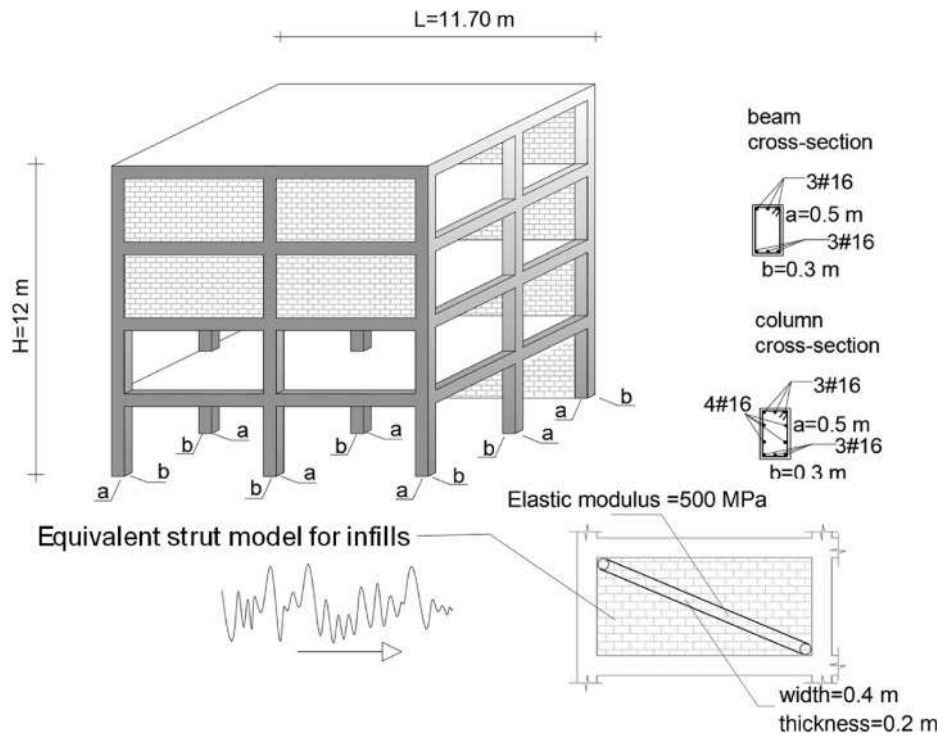 L=11.70 m
H=12 m
beam
cross-section
3#16
a=0.5 m
3#16
b=0.3 m
column
cross-section
3#16
4#16
a=0.5 m
3#16
b=0.3 m
a
b
b
a
a
b
b
a
b
a
b
a
a
b
Elastic modulus =500 MPa
Equivalent strut model for infills
width=0.4 m
thickness=0.2 m